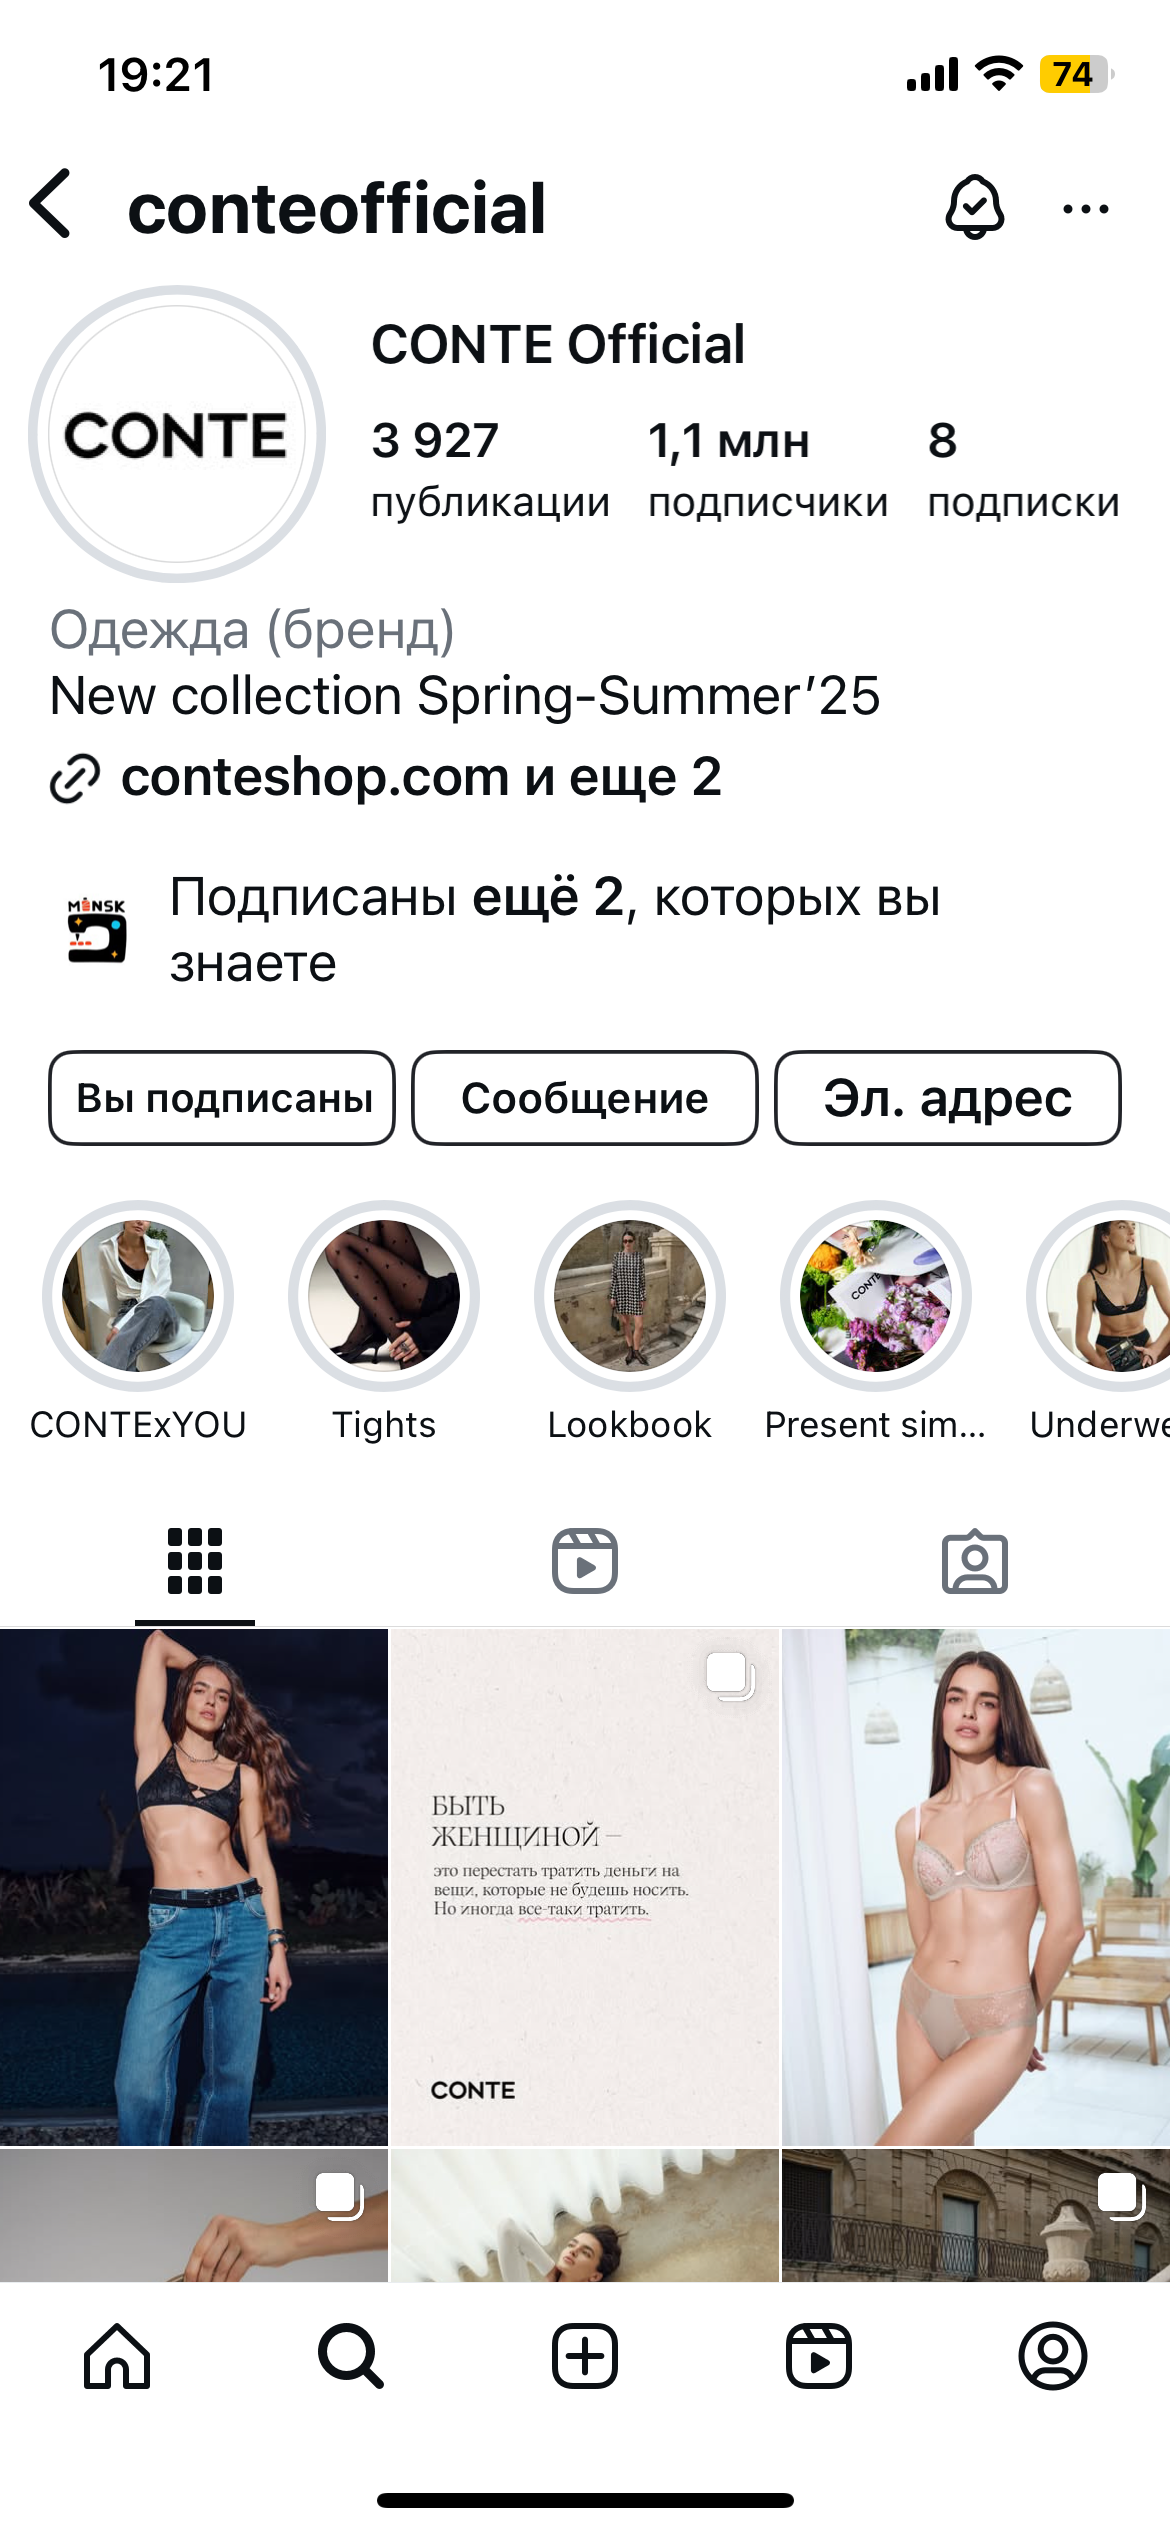 19:21
74
conteofficial
CONTE
CONTE Official
3 927
1,1 млн
8
публикации
подписчики
подписки
Одежда (бренд)
New collection Spring-Summer’25
conteshop.com и еще 2
MINSK
Подписаны ещё 2, которых вы
знаете
Вы подписаны
Сообщение
Эл. адрес
CONTE
CONTExYOU
Tights
Lookbook
Present sim...
Underwe
БЫТЬ
ЖЕНЩИНОЙ —
это перестать тратить деньги на
вещи, которые не будешь носить.
Но иногда все-таки тратить.
CONTE